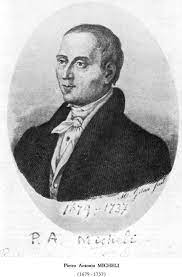 1679-1737
P. A. Micheli
Pietro Antonio MICHELI
(1679-1737)